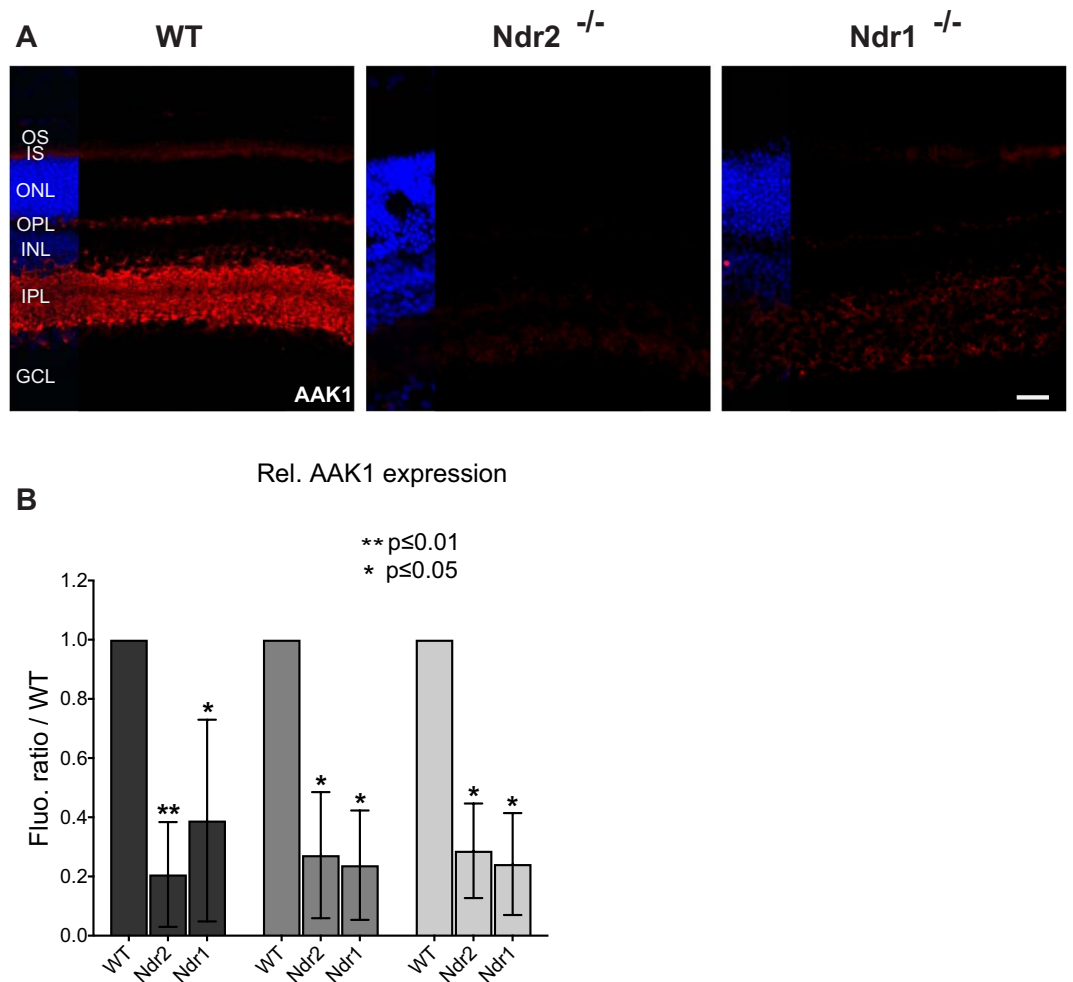 A WT Ndr2 -/- Ndr1 -/-
OS
IS
ONL
OPL
INL
IPL
GCL
AAK1
Rel. AAK1 expression
B
** p≤0.01
* p≤0.05
Fluo. ratio / WT
1.2
1.0
0.8
0.6
0.4
0.2
0.0
*
**
* *
* *
WT Ndr2 Ndr1 WT Ndr2 Ndr1 WT Ndr2 Ndr1